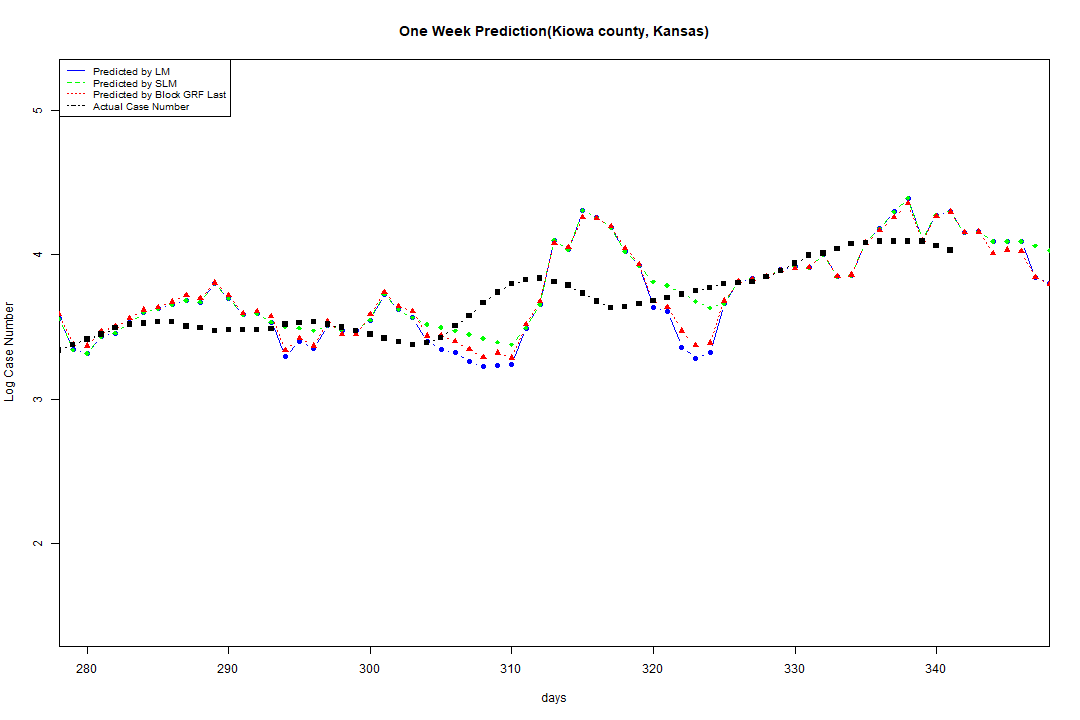 One Week Prediction(Kiowa county, Kansas)
Predicted by LM
Predicted by SLM
Predicted by Block GRF Last
Actual Case Number
5
4
3
2
Log Case Number
280 290 300 310 320 330 340
days